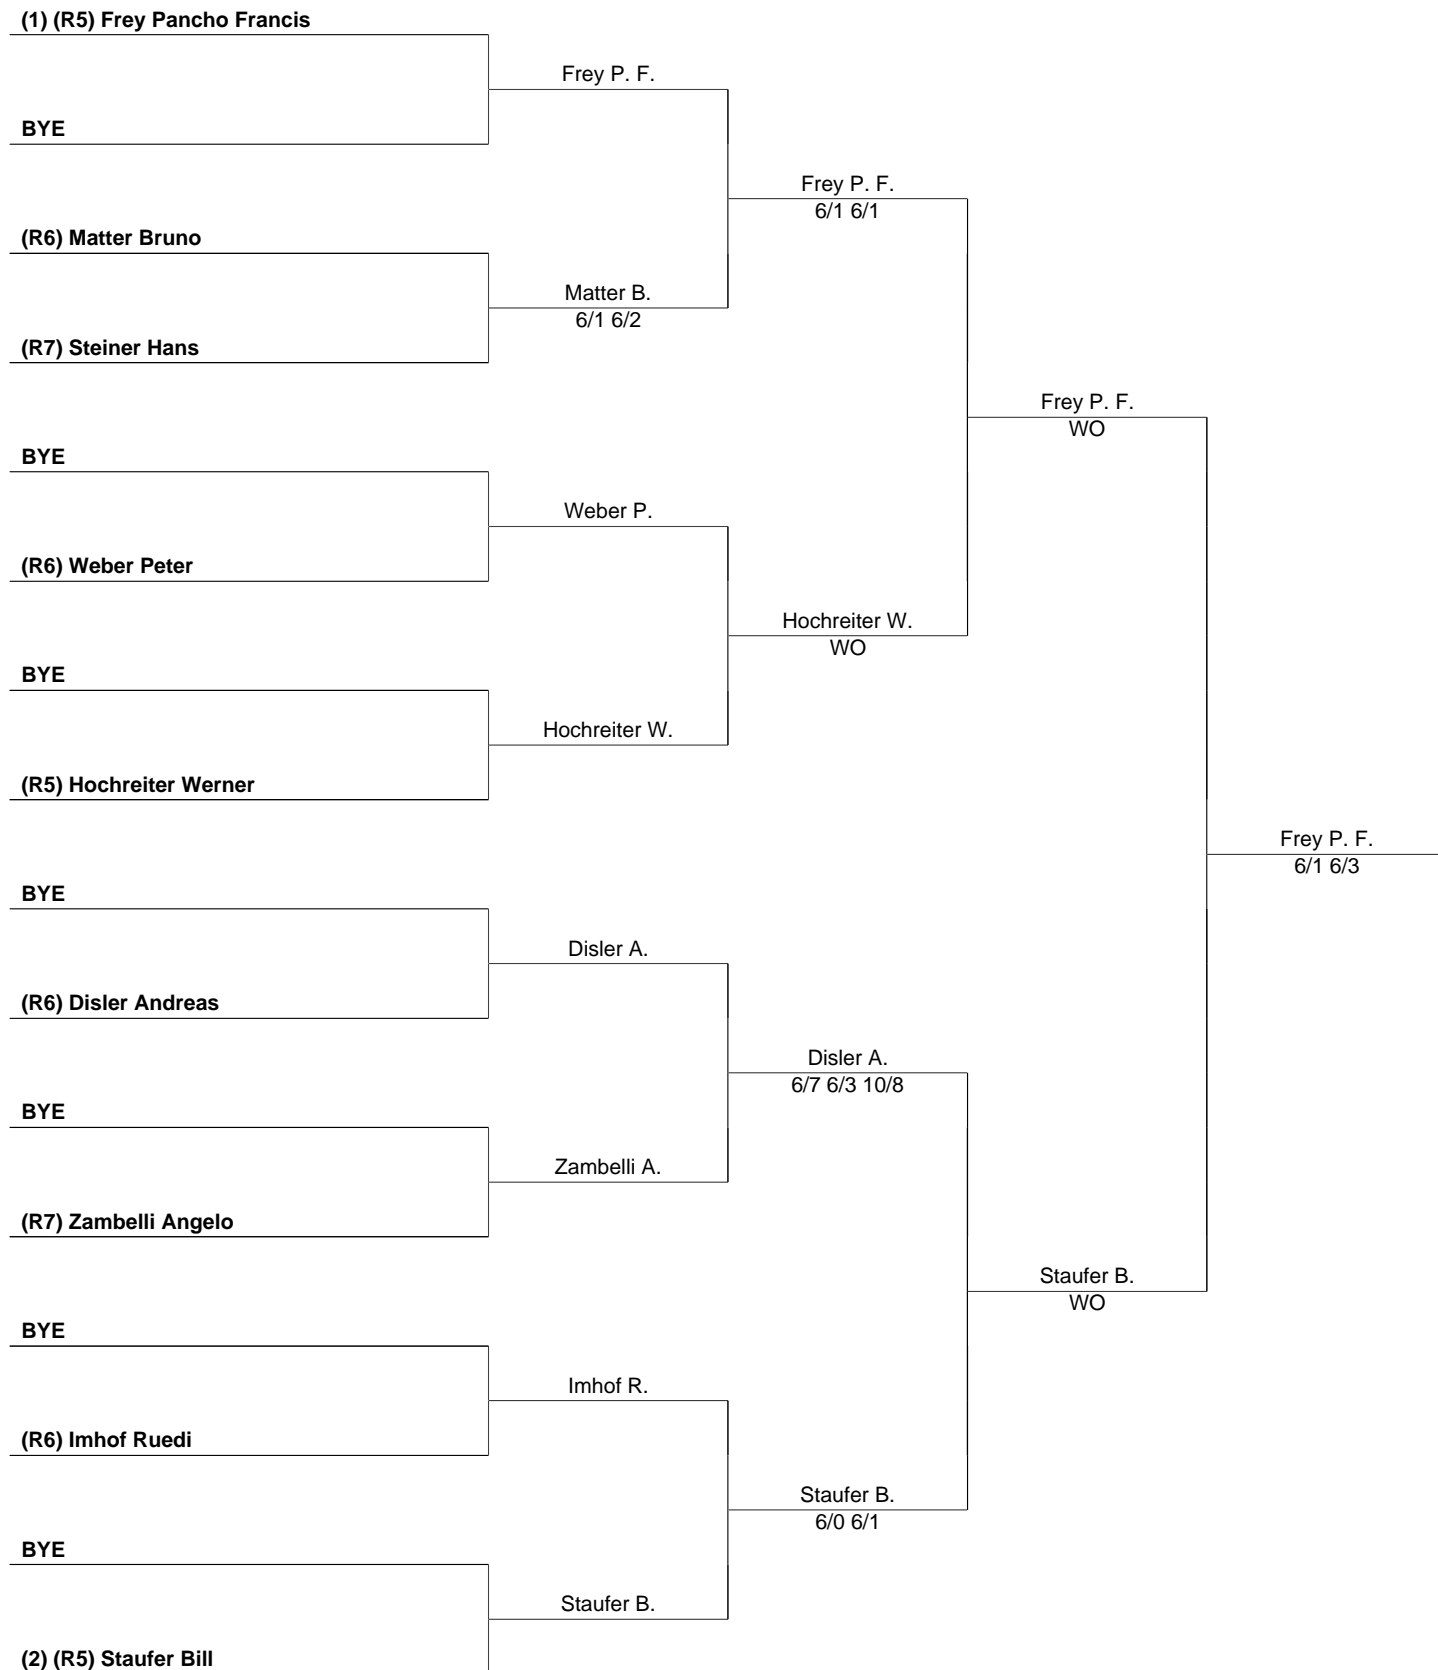 (1) (R5) Frey Pancho Francis
Frey P. F.
BYE
Frey P. F.
6/1 6/1
(R6) Matter Bruno
Matter B.
6/1 6/2
(R7) Steiner Hans
Frey P. F.
WO
BYE
Weber P.
(R6) Weber Peter
Hochreiter W.
WO
BYE
Hochreiter W.
(R5) Hochreiter Werner
Frey P. F.
6/1 6/3
BYE
Disler A.
(R6) Disler Andreas
Disler A.
6/7 6/3 10/8
BYE
Zambelli A.
(R7) Zambelli Angelo
Staufer B.
WO
BYE
Imhof R.
(R6) Imhof Ruedi
Staufer B.
6/0 6/1
BYE
Staufer B.
(2) (R5) Staufer Bill